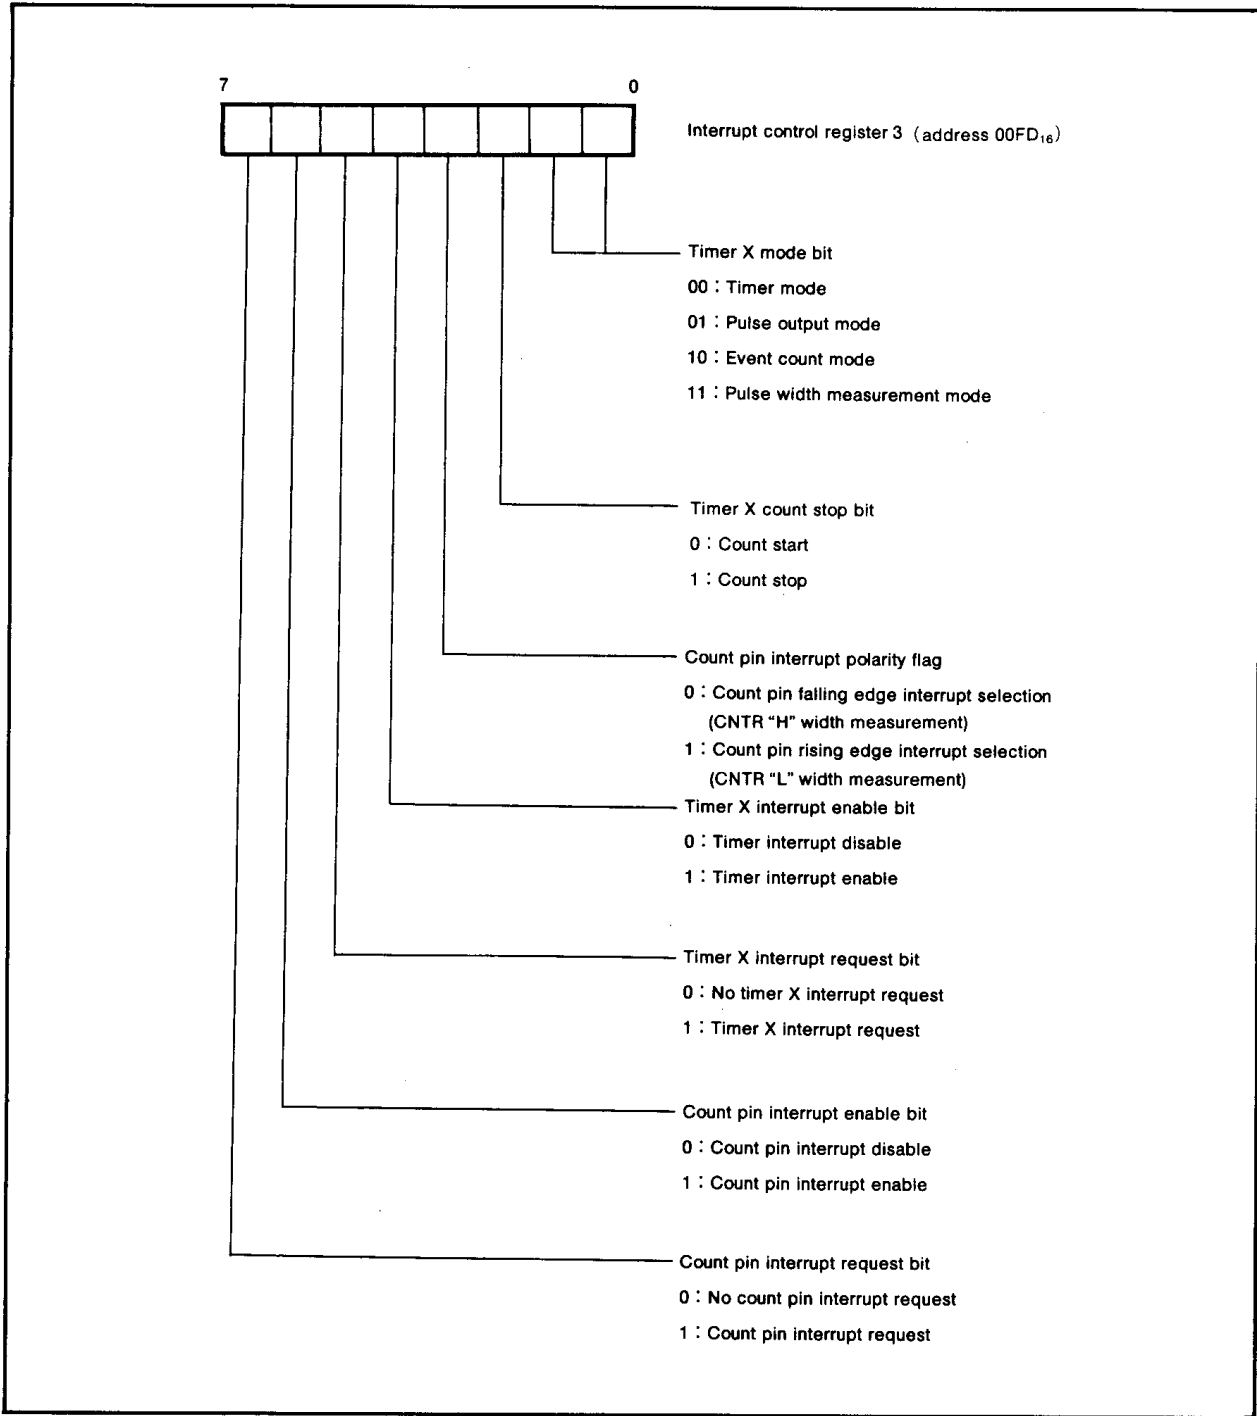 7 0
Interrupt control register 3 (address 00FD₁₆)
Timer X mode bit
00 : Timer mode
01 : Pulse output mode
10 : Event count mode
11 : Pulse width measurement mode
Timer X count stop bit
0 : Count start
1 : Count stop
Count pin interrupt polarity flag
0 : Count pin falling edge interrupt selection
(CNTR "H" width measurement)
1 : Count pin rising edge interrupt selection
(CNTR "L" width measurement)
Timer X interrupt enable bit
0 : Timer interrupt disable
1 : Timer interrupt enable
Timer X interrupt request bit
0 : No timer X interrupt request
1 : Timer X interrupt request
Count pin interrupt enable bit
0 : Count pin interrupt disable
1 : Count pin interrupt enable
Count pin interrupt request bit
0 : No count pin interrupt request
1 : Count pin interrupt request